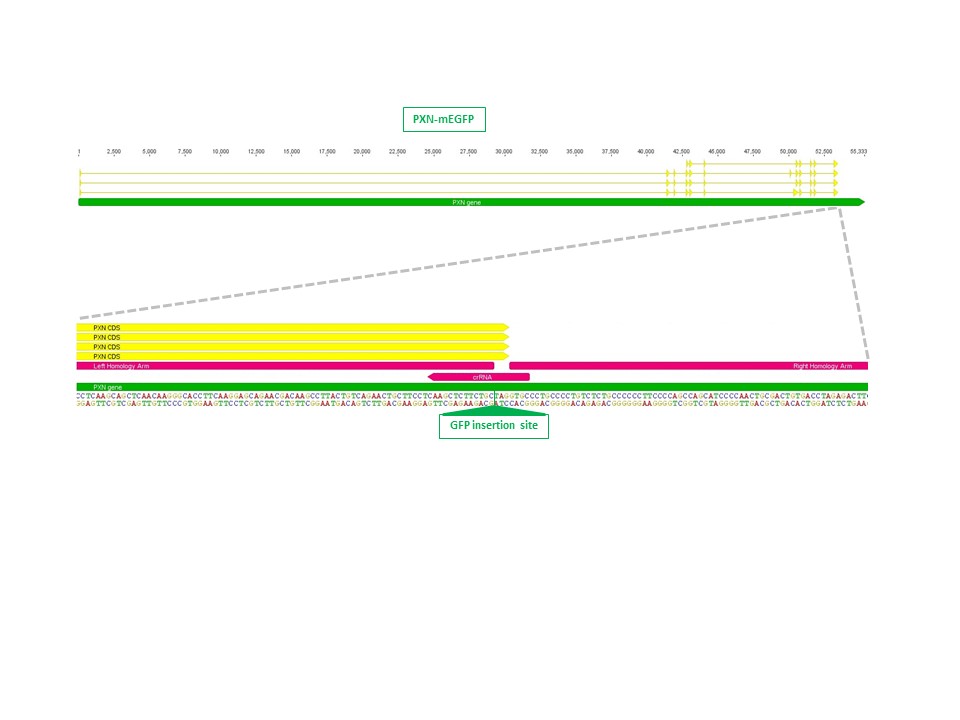 PXN-mEGFP
1 2,500 5,000 7,500 10,000 12,500 15,000 17,500 20,000 22,500 25,000 27,500 30,000 32,500 35,000 37,500 40,000 42,500 45,000 47,500 50,000 52,500 55,333
PXN gene
PXN CDS
PXN CDS
PXN CDS
PXN CDS
Left Homology Arm Right Homology Arm
crRNA
PXN gene
GFP insertion site